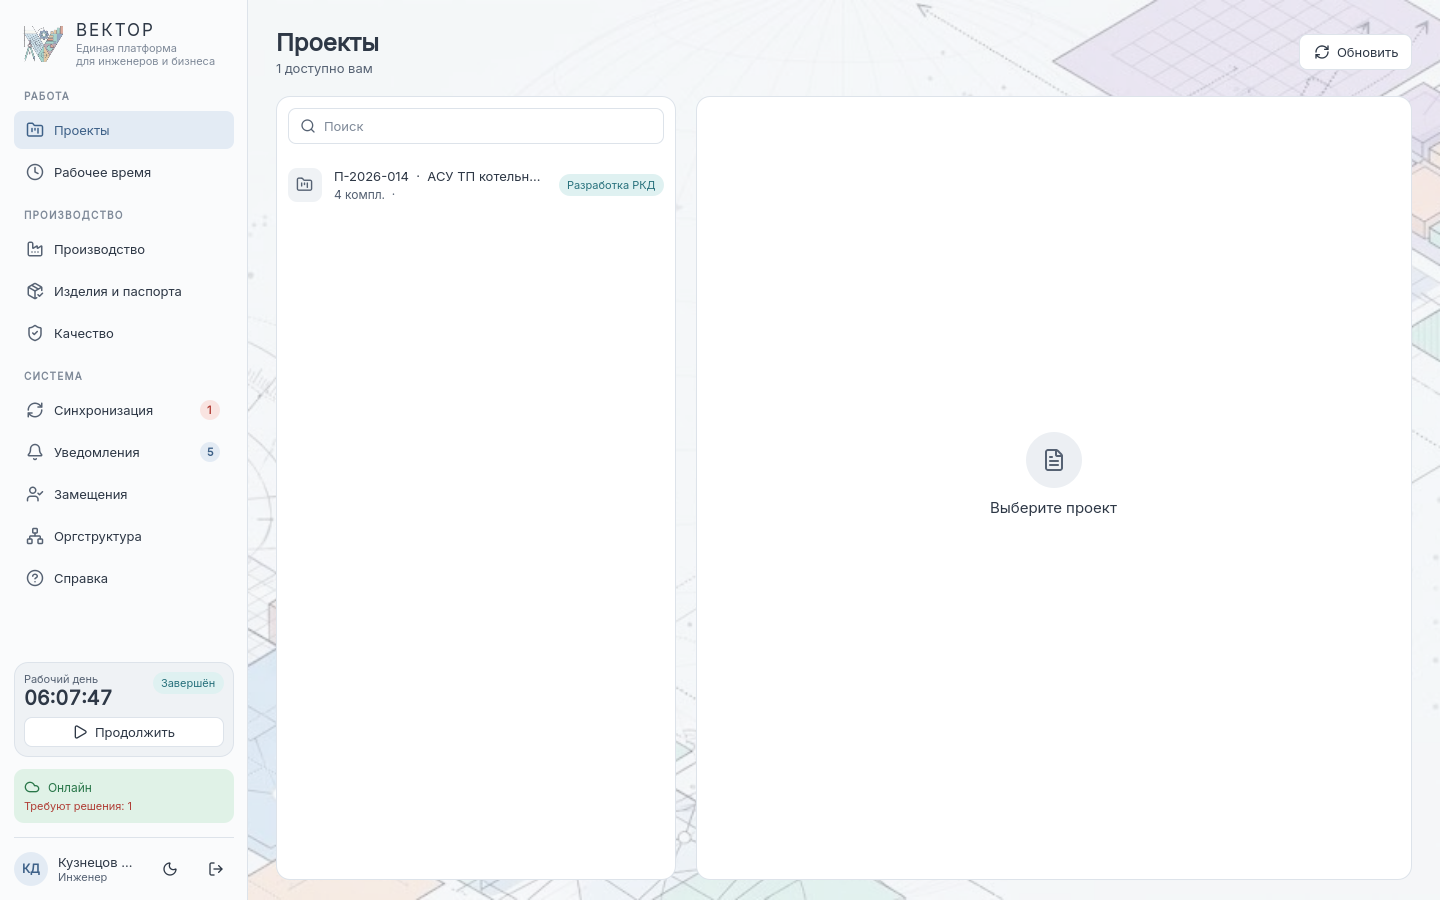 ВЕКТОР
Единая платформа
для инженеров и бизнеса
РАБОТА
Проекты
Рабочее время
ПРОИЗВОДСТВО
Производство
Изделия и паспорта
Качество
СИСТЕМА
Синхронизация 1
Уведомления 5
Замещения
Оргструктура
Справка
Рабочий день
Завершён
06:07:47
Продолжить
Онлайн
Требуют решения: 1
КД
Кузнецов ...
Инженер
Проекты
1 доступно вам
Обновить
Поиск
П-2026-014 · АСУ ТП котельн...
4 компл. ·
Разработка РКД
Выберите проект